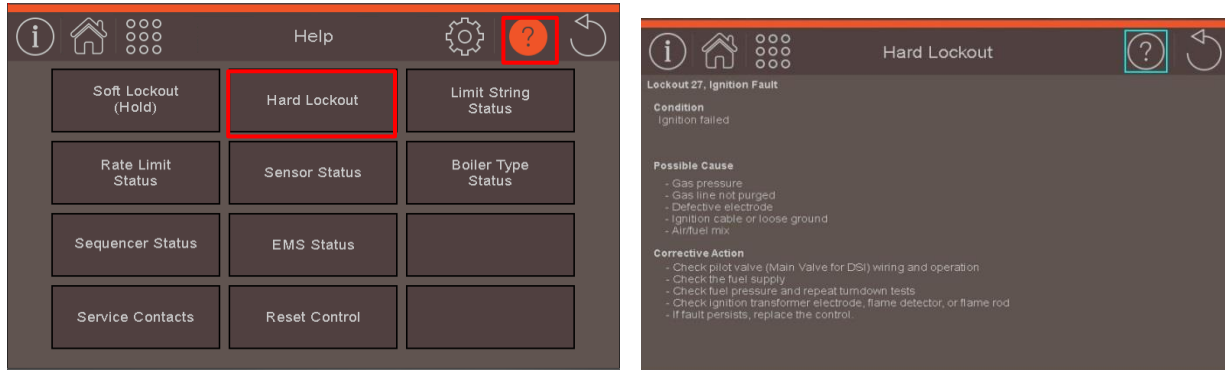 Help
Soft Lockout
(Hold)
Hard Lockout
Limit String
Status
Rate Limit
Status
Sensor Status
Boiler Type
Status
Sequencer Status
EMS Status
Service Contacts
Reset Control
Hard Lockout
Lockout 27, Ignition Fault
Condition
Ignition failed
Possible Cause
- Gas pressure
- Gas line not purged
- Defective electrode
- Ignition cable or loose ground
- Air/fuel mix
Corrective Action
- Check pilot valve (Main Valve for DSI) wiring and operation
- Check the fuel supply
- Check fuel pressure and repeat turndown tests
- Check ignition transformer electrode, flame detector, or flame rod
- If fault persists, replace the control.